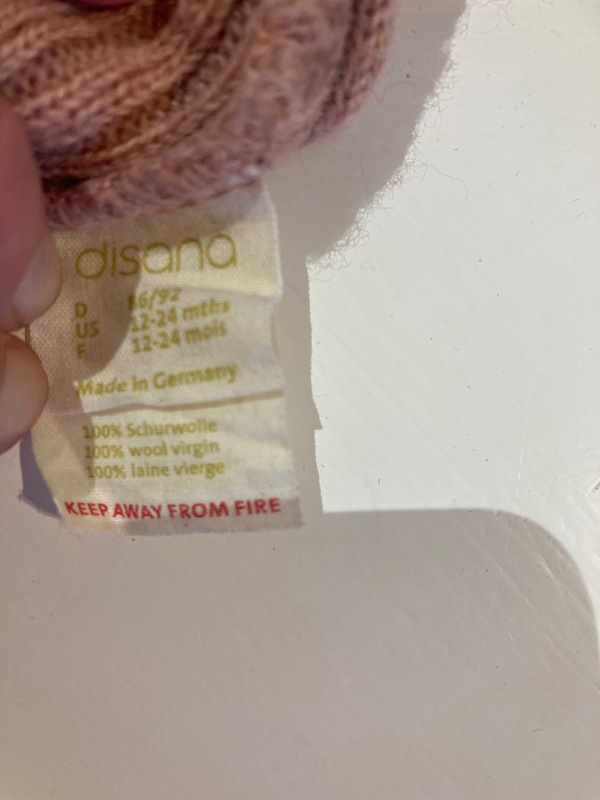 disana
D 86/92
US 12-24 mths
F 12-24 mois
Made in Germany
100% Schurwolle
100% wool virgin
100% laine vierge
KEEP AWAY FROM FIRE